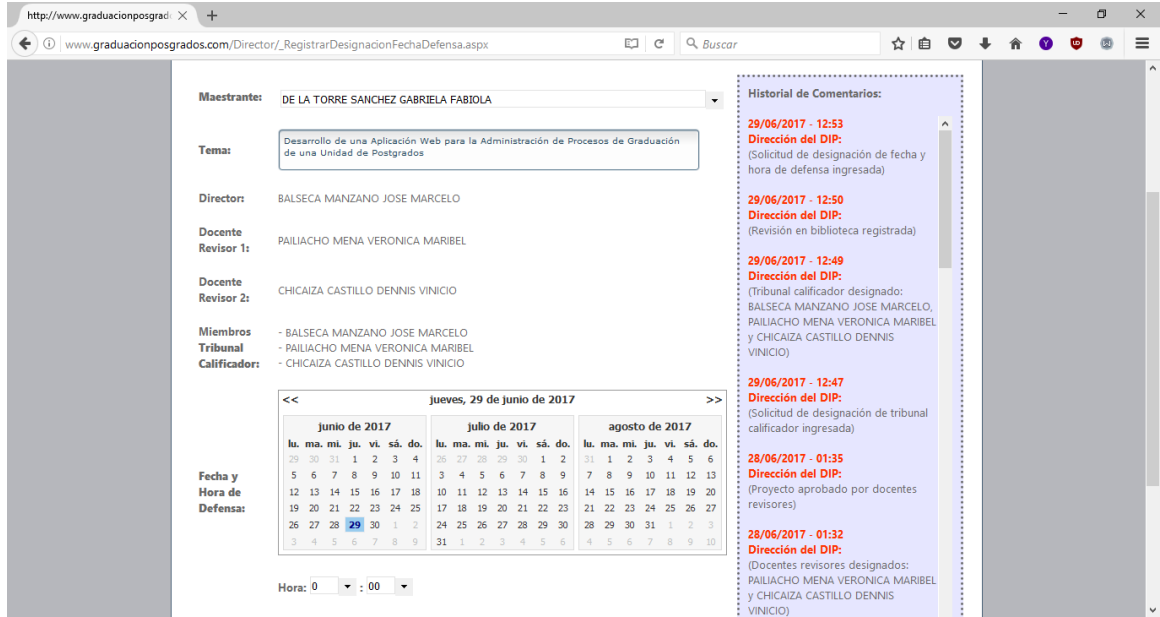 http://www.graduacionposgrad
www.graduacionposgrados.com/Director/_RegistrarDesignacionFechaDefensa.aspx
Buscar
Maestrante:
DE LA TORRE SANCHEZ GABRIELA FABIOLA
Tema:
Desarrollo de una Aplicación Web para la Administración de Procesos de Graduación
de una Unidad de Postgrados
Director:
BALSECA MANZANO JOSE MARCELO
Docente
Revisor 1:
PAILIACHO MENA VERONICA MARIBEL
Docente
Revisor 2:
CHICAIZA CASTILLO DENNIS VINICIO
Miembros
Tribunal
Calificador:
- BALSECA MANZANO JOSE MARCELO
- PAILIACHO MENA VERONICA MARIBEL
- CHICAIZA CASTILLO DENNIS VINICIO
Fecha y
Hora de
Defensa:
<< jueves, 29 de junio de 2017 >>
junio de 2017
lu. ma. mi. ju. vi. sá. do.
29 30 31 1 2 3 4
5 6 7 8 9 10 11
12 13 14 15 16 17 18
19 20 21 22 23 24 25
26 27 28 29 30 1 2
3 4 5 6 7 8 9
julio de 2017
lu. ma. mi. ju. vi. sá. do.
26 27 28 29 30 1 2
3 4 5 6 7 8 9
10 11 12 13 14 15 16
17 18 19 20 21 22 23
24 25 26 27 28 29 30
31 1 2 3 4 5 6
agosto de 2017
lu. ma. mi. ju. vi. sá. do.
31 1 2 3 4 5 6
7 8 9 10 11 12 13
14 15 16 17 18 19 20
21 22 23 24 25 26 27
28 29 30 31 1 2 3
4 5 6 7 8 9 10
Hora: 0 : 00
Historial de Comentarios:
29/06/2017 - 12:53
Dirección del DIP:
(Solicitud de designación de fecha y
hora de defensa ingresada)
29/06/2017 - 12:50
Dirección del DIP:
(Revisión en biblioteca registrada)
29/06/2017 - 12:49
Dirección del DIP:
(Tribunal calificador designado:
BALSECA MANZANO JOSE MARCELO,
PAILIACHO MENA VERONICA MARIBEL
y CHICAIZA CASTILLO DENNIS
VINICIO)
29/06/2017 - 12:47
Dirección del DIP:
(Solicitud de designación de tribunal
calificador ingresada)
28/06/2017 - 01:35
Dirección del DIP:
(Proyecto aprobado por docentes
revisores)
28/06/2017 - 01:32
Dirección del DIP:
(Docentes revisores designados:
PAILIACHO MENA VERONICA MARIBEL
y CHICAIZA CASTILLO DENNIS
VINICIO)